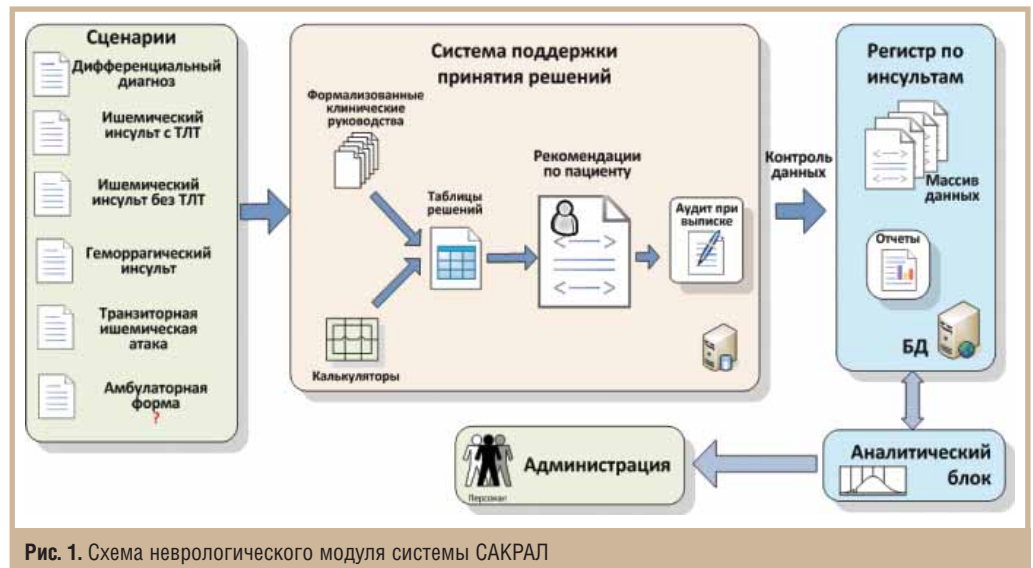 Сценарии
Дифференциальный
диагноз
Ишемический
инсульт с ТЛТ
Ишемический
инсульт без ТЛТ
Геморрагический
инсульт
Транзиторная
ишемическая
атака
Амбулаторная
форма
?
Система поддержки
принятия решений
Формализованные
клинические
руководства
Калькуляторы
Таблицы
решений
Рекомендации
по пациенту
Аудит при
выписке
Контроль
данных
Регистр по
инсультам
Массив
данных
Отчеты
БД
Аналитический
блок
Администрация
Персонал
Рис. 1. Схема неврологического модуля системы САКРАЛ